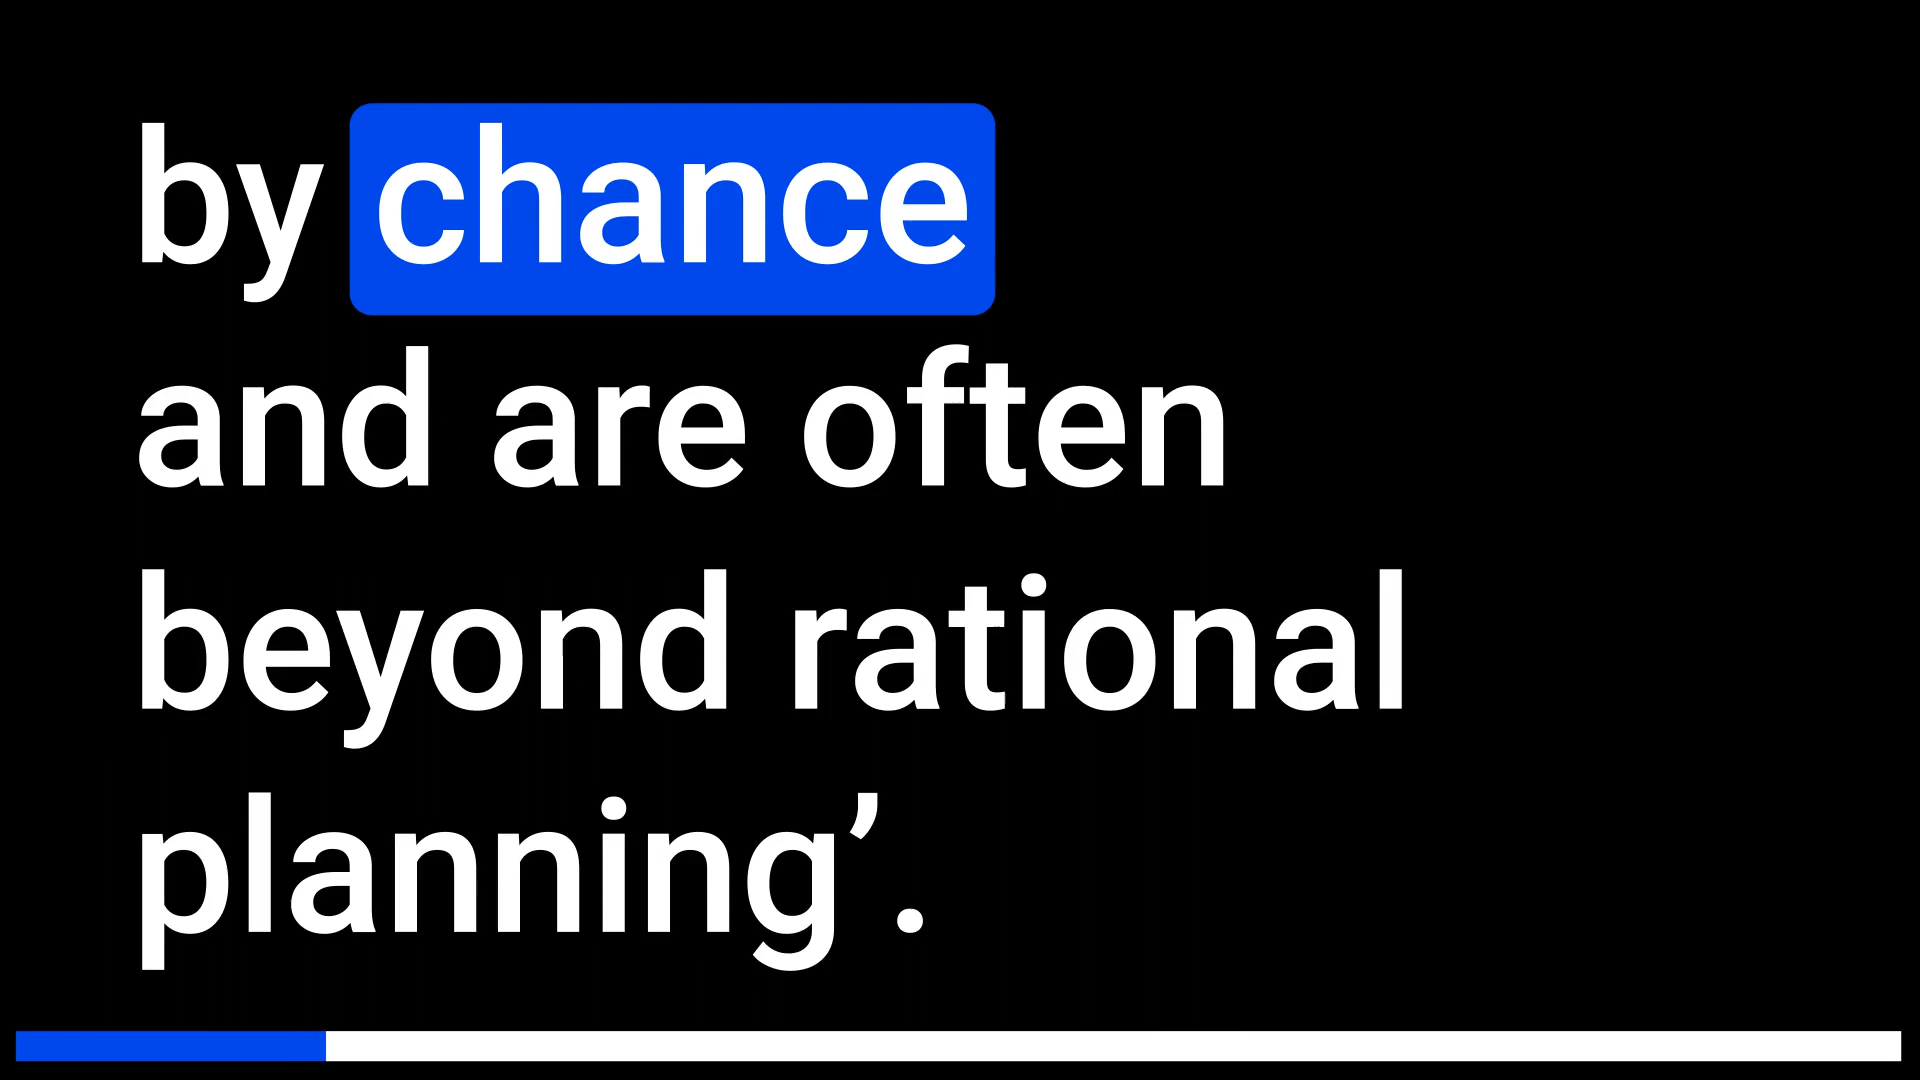 by chance
and are often
beyond rational
planning’.